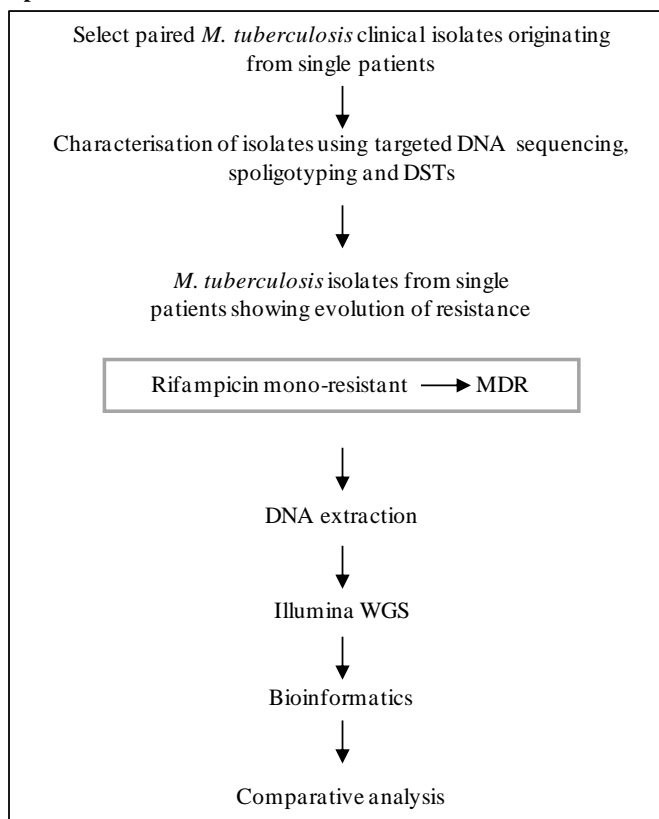 Select paired M. tuberculosis clinical isolates originating
from single patients
Characterisation of isolates using targeted DNA sequencing,
spoligotyping and DSTs
M. tuberculosis isolates from single
patients showing evolution of resistance
Rifampicin mono-resistant → MDR
DNA extraction
Illumina WGS
Bioinformatics
Comparative analysis